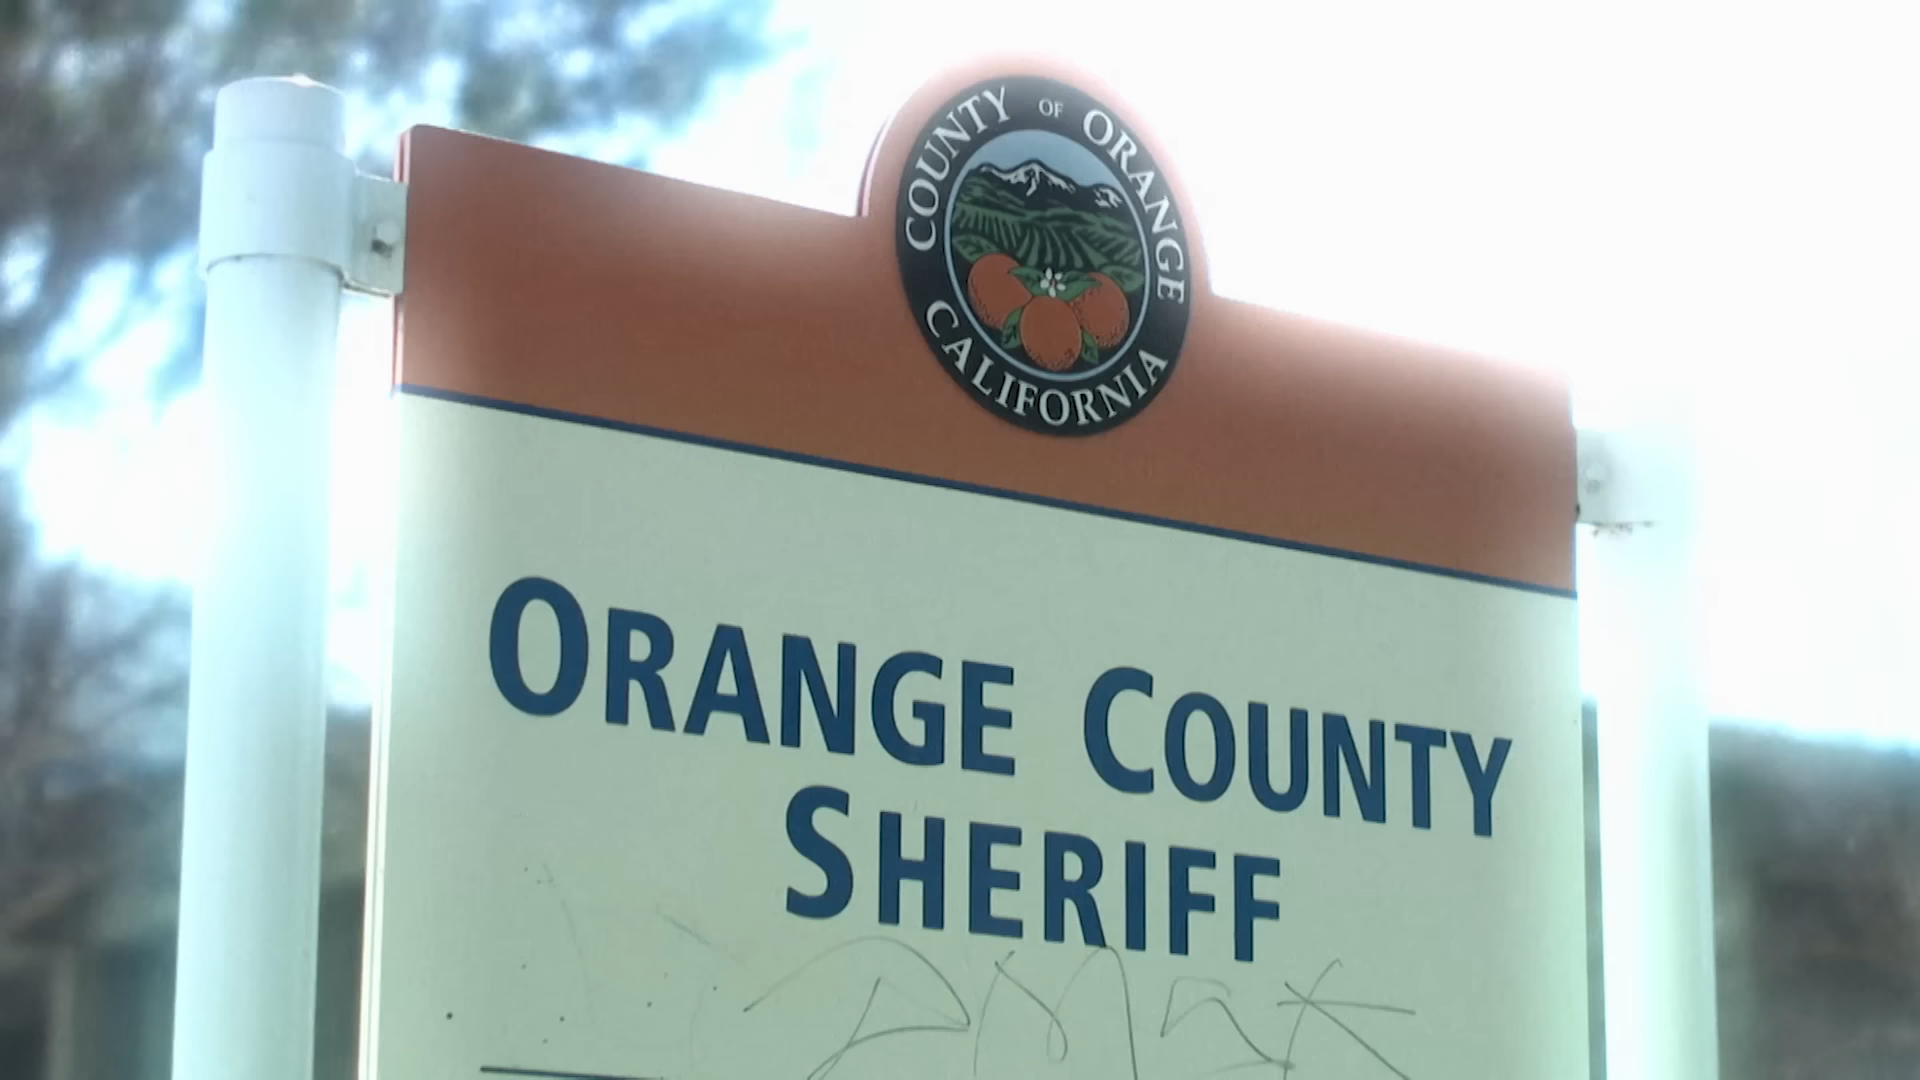 COUNTY OF ORANGE
CALIFORNIA
ORANGE COUNTY
SHERIFF